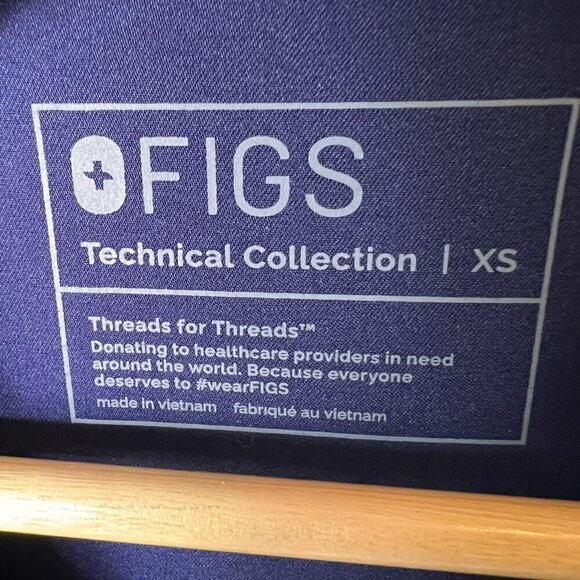 FIGS
Technical Collection | XS
Threads for Threads™
Donating to healthcare providers in need
around the world. Because everyone
deserves to #wearFIGS
made in vietnam fabriqué au vietnam